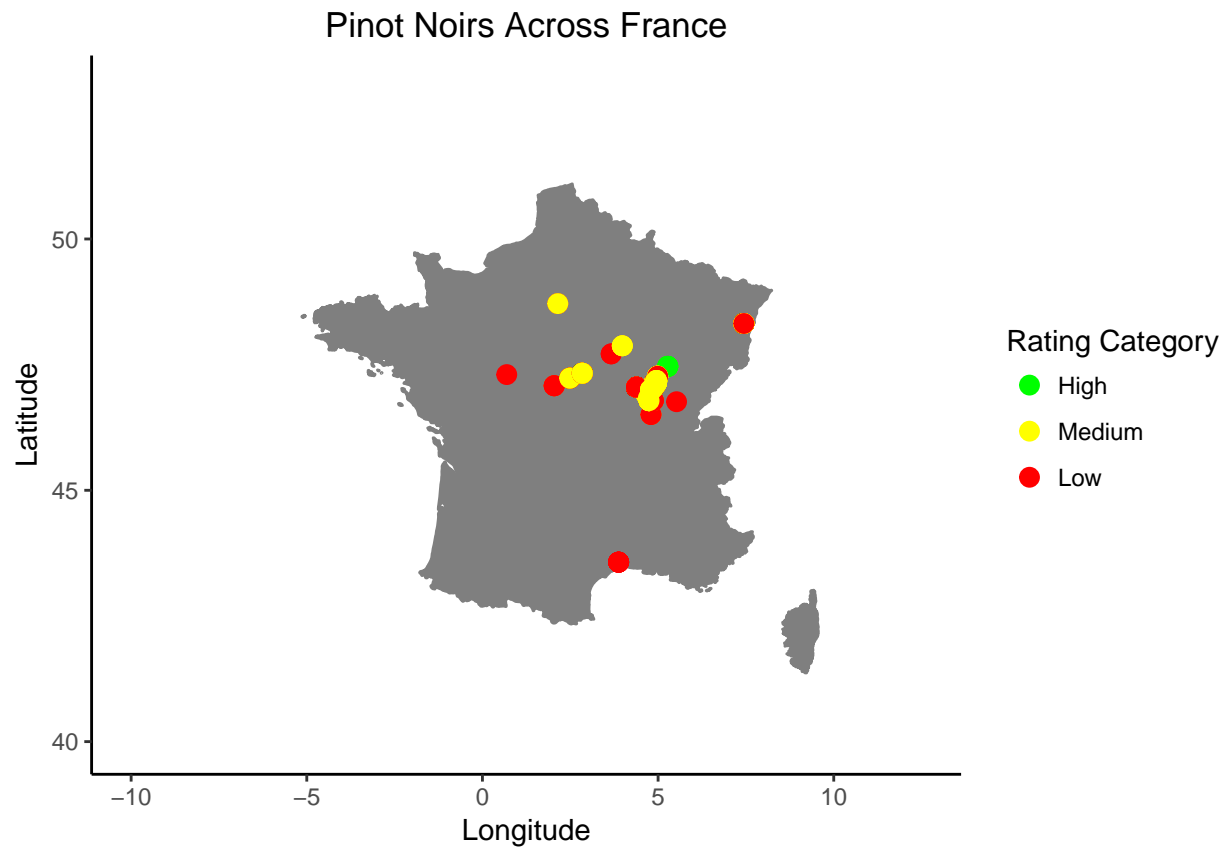 Pinot Noirs Across France
50
45
40
Latitude
−10 −5 0 5 10
Longitude
Rating Category
High
Medium
Low